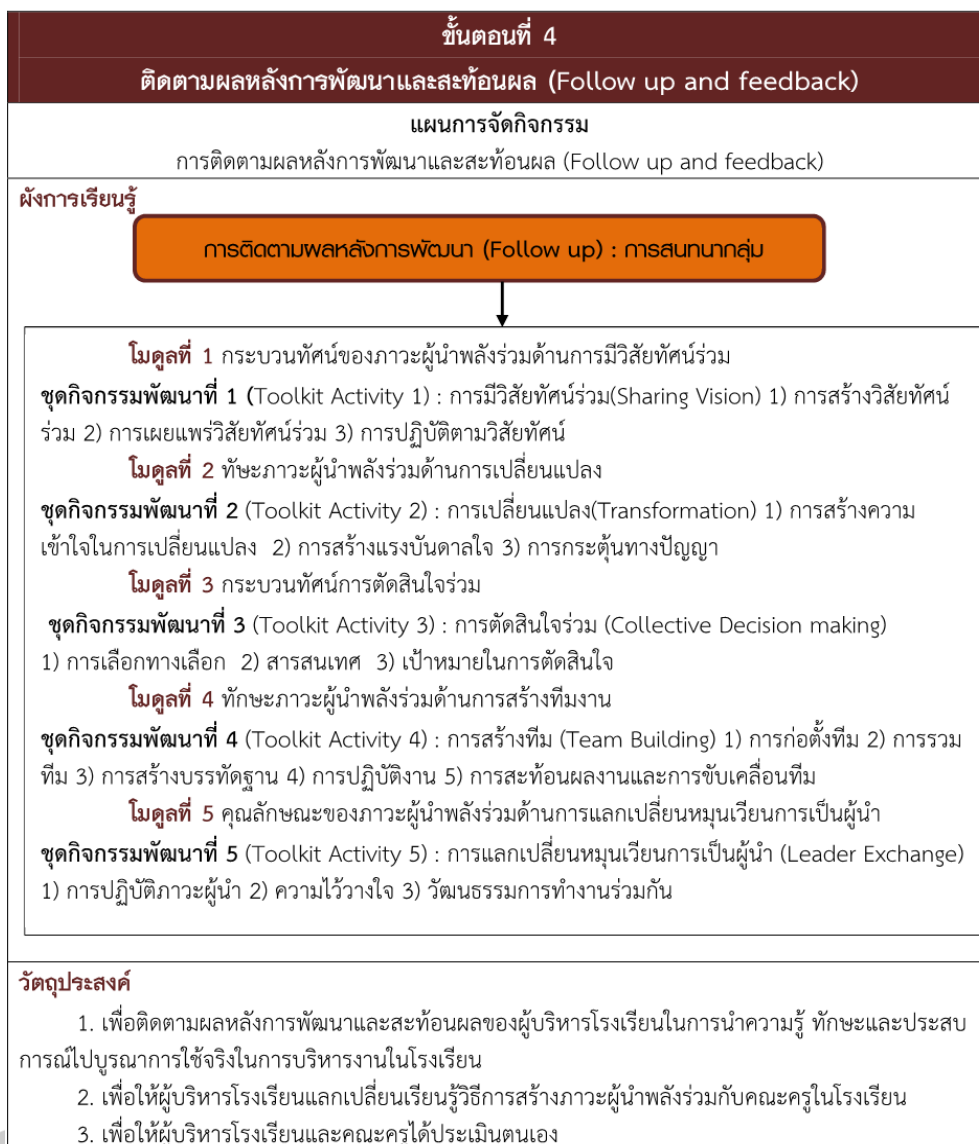 ขั้นตอนที่ 4
ติดตามผลหลังการพัฒนาและสะท้อนผล (Follow up and feedback)
แผนการจัดกิจกรรม
การติดตามผลหลังการพัฒนาและสะท้อนผล (Follow up and feedback)
ผังการเรียนรู้
การติดตามผลหลังการพัฒนา (Follow up) : การสนทนากลุ่ม
โมดูลที่ 1 กระบวนทัศน์ของภาวะผู้นำพลังร่วมด้านการมีวิสัยทัศน์ร่วม
ชุดกิจกรรมพัฒนาที่ 1 (Toolkit Activity 1) : การมีวิสัยทัศน์ร่วม(Sharing Vision) 1) การสร้างวิสัยทัศน์
ร่วม 2) การเผยแพร่วิสัยทัศน์ร่วม 3) การปฏิบัติตามวิสัยทัศน์
โมดูลที่ 2 ทัษะภาวะผู้นำพลังร่วมด้านการเปลี่ยนแปลง
ชุดกิจกรรมพัฒนาที่ 2 (Toolkit Activity 2) : การเปลี่ยนแปลง(Transformation) 1) การสร้างความ
เข้าใจในการเปลี่ยนแปลง 2) การสร้างแรงบันดาลใจ 3) การกระตุ้นทางปัญญา
โมดูลที่ 3 กระบวนทัศน์การตัดสินใจร่วม
ชุดกิจกรรมพัฒนาที่ 3 (Toolkit Activity 3) : การตัดสินใจร่วม (Collective Decision making)
1) การเลือกทางเลือก 2) สารสนเทศ 3) เป้าหมายในการตัดสินใจ
โมดูลที่ 4 ทักษะภาวะผู้นำพลังร่วมด้านการสร้างทีมงาน
ชุดกิจกรรมพัฒนาที่ 4 (Toolkit Activity 4) : การสร้างทีม (Team Building) 1) การก่อตั้งทีม 2) การรวม
ทีม 3) การสร้างบรรทัดฐาน 4) การปฏิบัติงาน 5) การสะท้อนผลงานและการขับเคลื่อนทีม
โมดูลที่ 5 คุณลักษณะของภาวะผู้นำพลังร่วมด้านการแลกเปลี่ยนหมุนเวียนการเป็นผู้นำ
ชุดกิจกรรมพัฒนาที่ 5 (Toolkit Activity 5) : การแลกเปลี่ยนหมุนเวียนการเป็นผู้นำ (Leader Exchange)
1) การปฏิบัติภาวะผู้นำ 2) ความไว้วางใจ 3) วัฒนธรรมการทำงานร่วมกัน
วัตถุประสงค์
1. เพื่อติดตามผลหลังการพัฒนาและสะท้อนผลของผู้บริหารโรงเรียนในการนำความรู้ ทักษะและประสบ
การณ์ไปบูรณาการใช้จริงในการบริหารงานในโรงเรียน
2. เพื่อให้ผู้บริหารโรงเรียนแลกเปลี่ยนเรียนรู้วิธีการสร้างภาวะผู้นำพลังร่วมกับคณะครูในโรงเรียน
3. เพื่อให้ผู้บริหารโรงเรียนและคณะครูได้ประเมินตนเอง